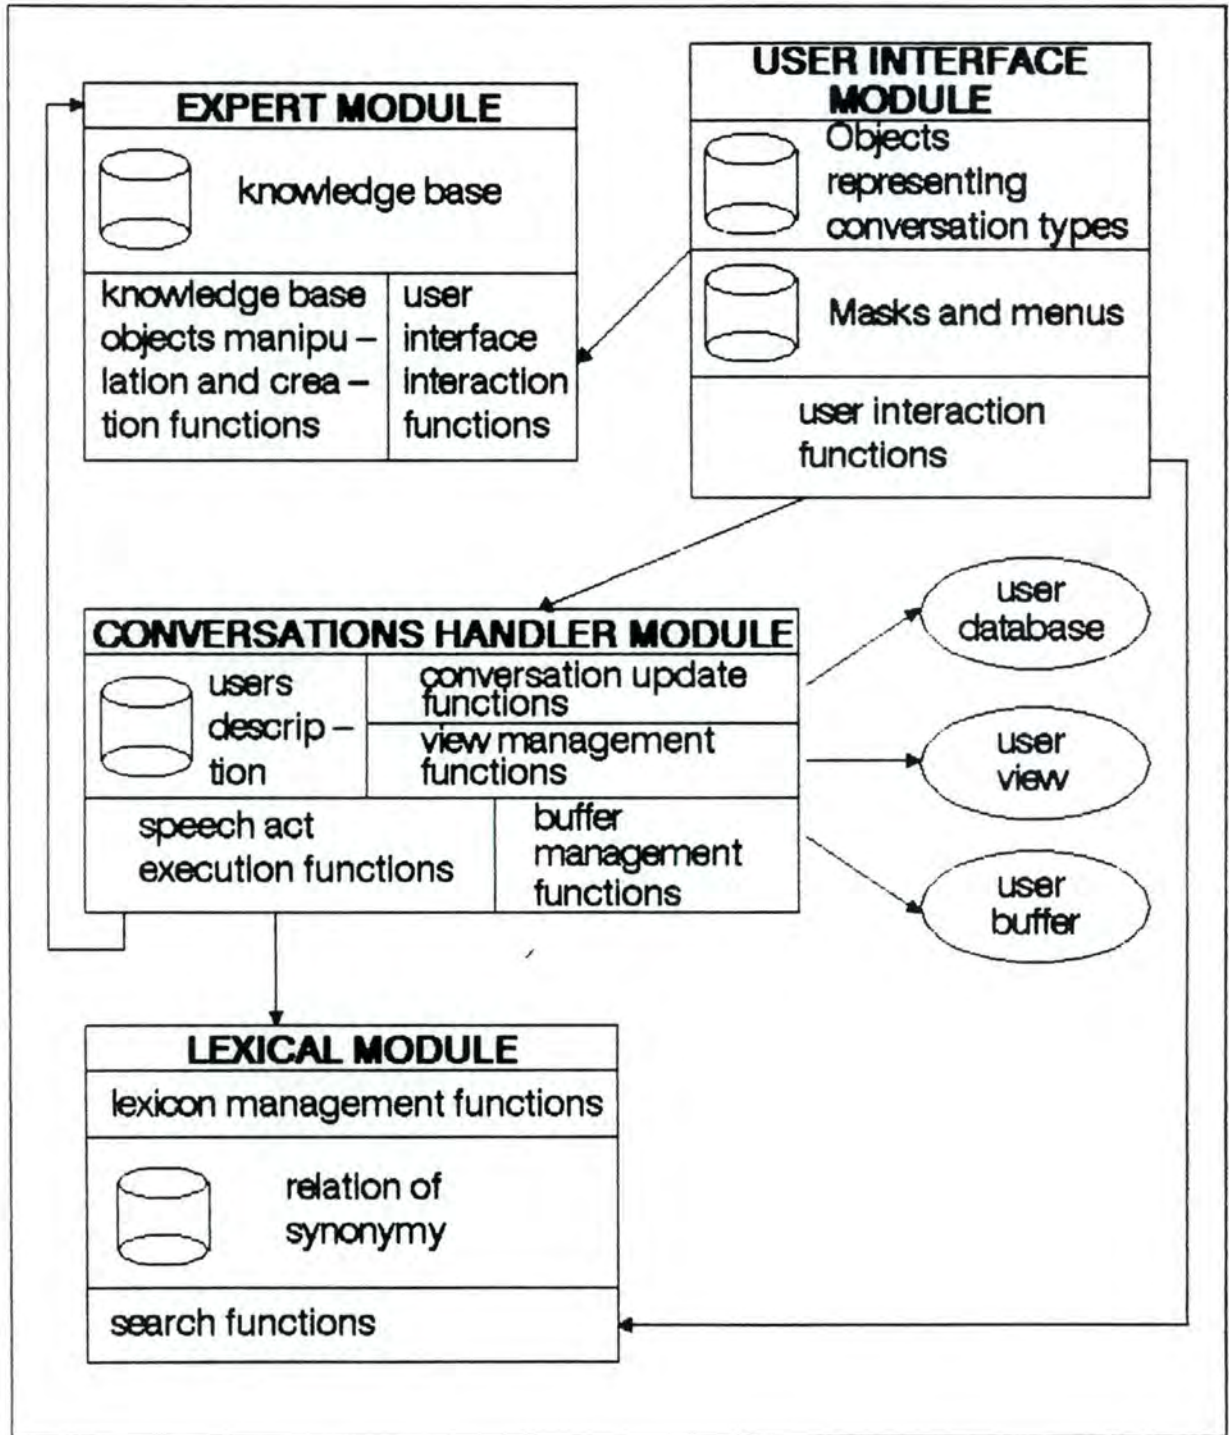 EXPERT MODULE
knowledge base
knowledge base
objects manipu –
lation and crea –
tion functions
user
interface
interaction
functions
USER INTERFACE
MODULE
Objects
representing
conversation types
Masks and menus
user interaction
functions
CONVERSATIONS HANDLER MODULE
users
descrip –
tion
conversation update
functions
view management
functions
speech act
execution functions
buffer
management
functions
user
database
user
view
user
buffer
LEXICAL MODULE
lexicon management functions
relation of
synonymy
search functions